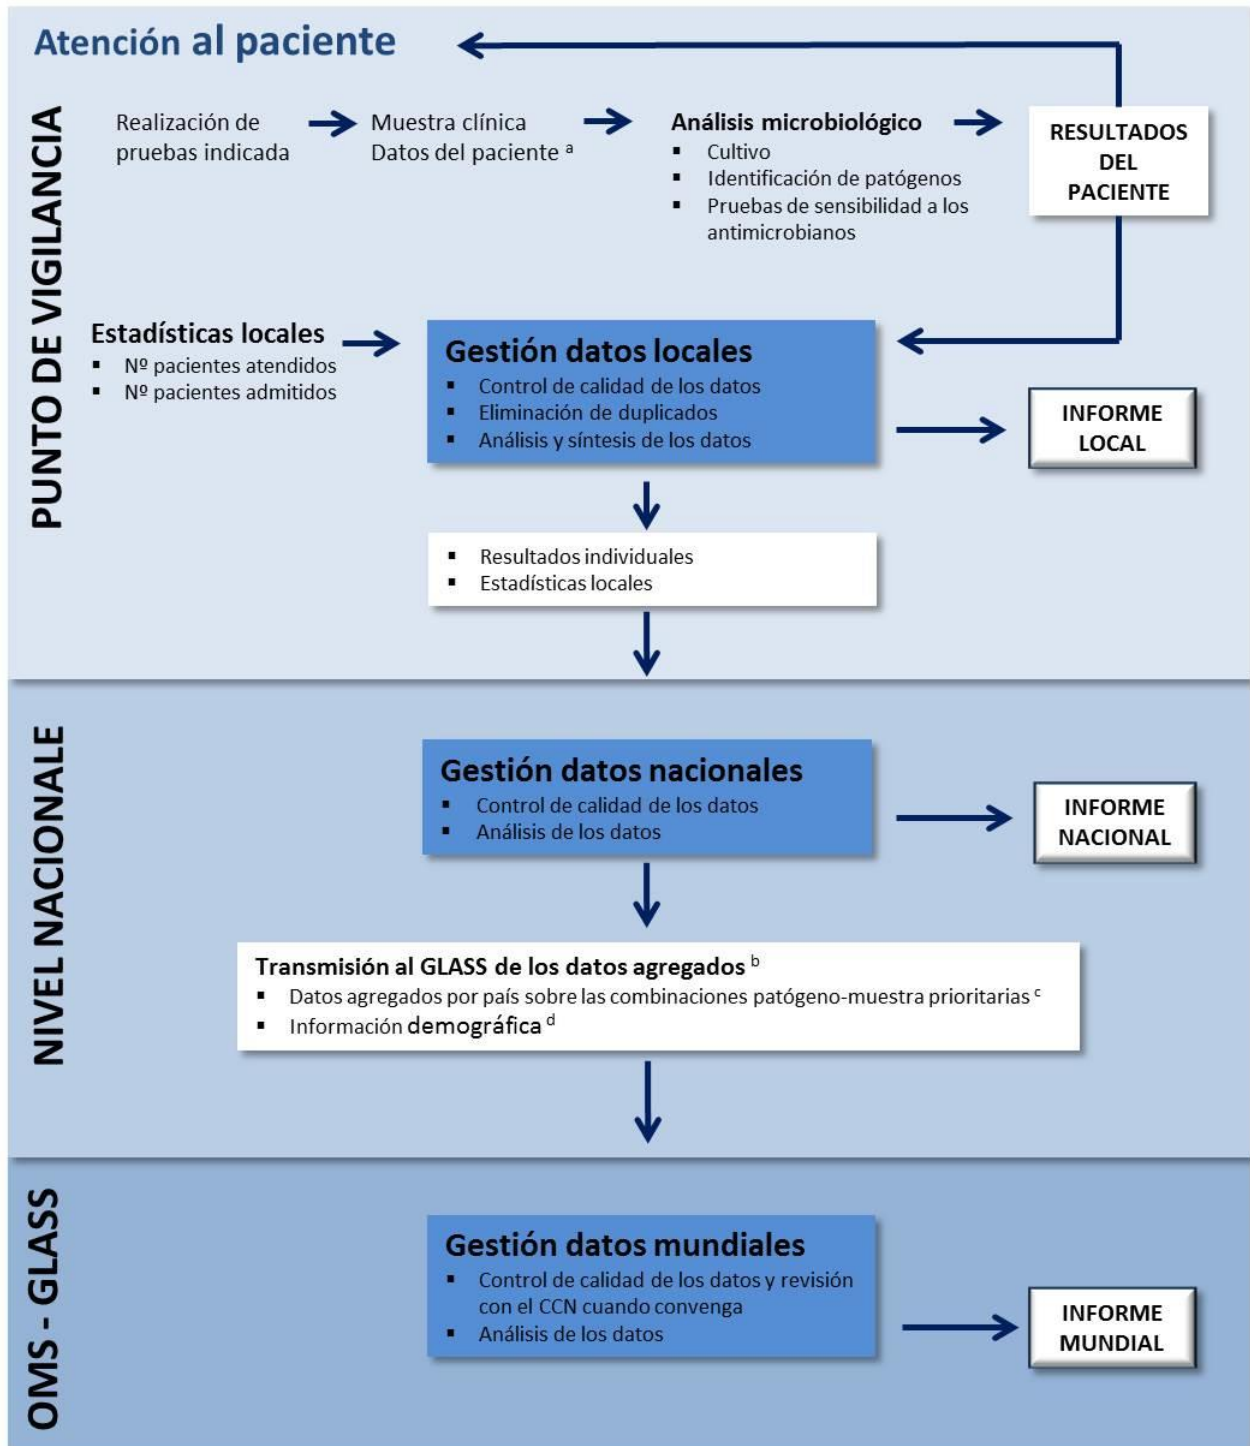 Atención al paciente
PUNTO DE VIGILANCIA
Realización de
pruebas indicada
Muestra clínica
Datos del paciente a
Análisis microbiológico
▪ Cultivo
▪ Identificación de patógenos
▪ Pruebas de sensibilidad a los
antimicrobianos
RESULTADOS
DEL
PACIENTE
Estadísticas locales
▪ Nº pacientes atendidos
▪ Nº pacientes admitidos
Gestión datos locales
▪ Control de calidad de los datos
▪ Eliminación de duplicados
▪ Análisis y síntesis de los datos
INFORME
LOCAL
▪ Resultados individuales
▪ Estadísticas locales
NIVEL NACIONALE
Gestión datos nacionales
▪ Control de calidad de los datos
▪ Análisis de los datos
INFORME
NACIONAL
Transmisión al GLASS de los datos agregados b
▪ Datos agregados por país sobre las combinaciones patógeno-muestra prioritarias c
▪ Información demográfica d
OMS - GLASS
Gestión datos mundiales
▪ Control de calidad de los datos y revisión
con el CCN cuando convenga
▪ Análisis de los datos
INFORME
MUNDIAL